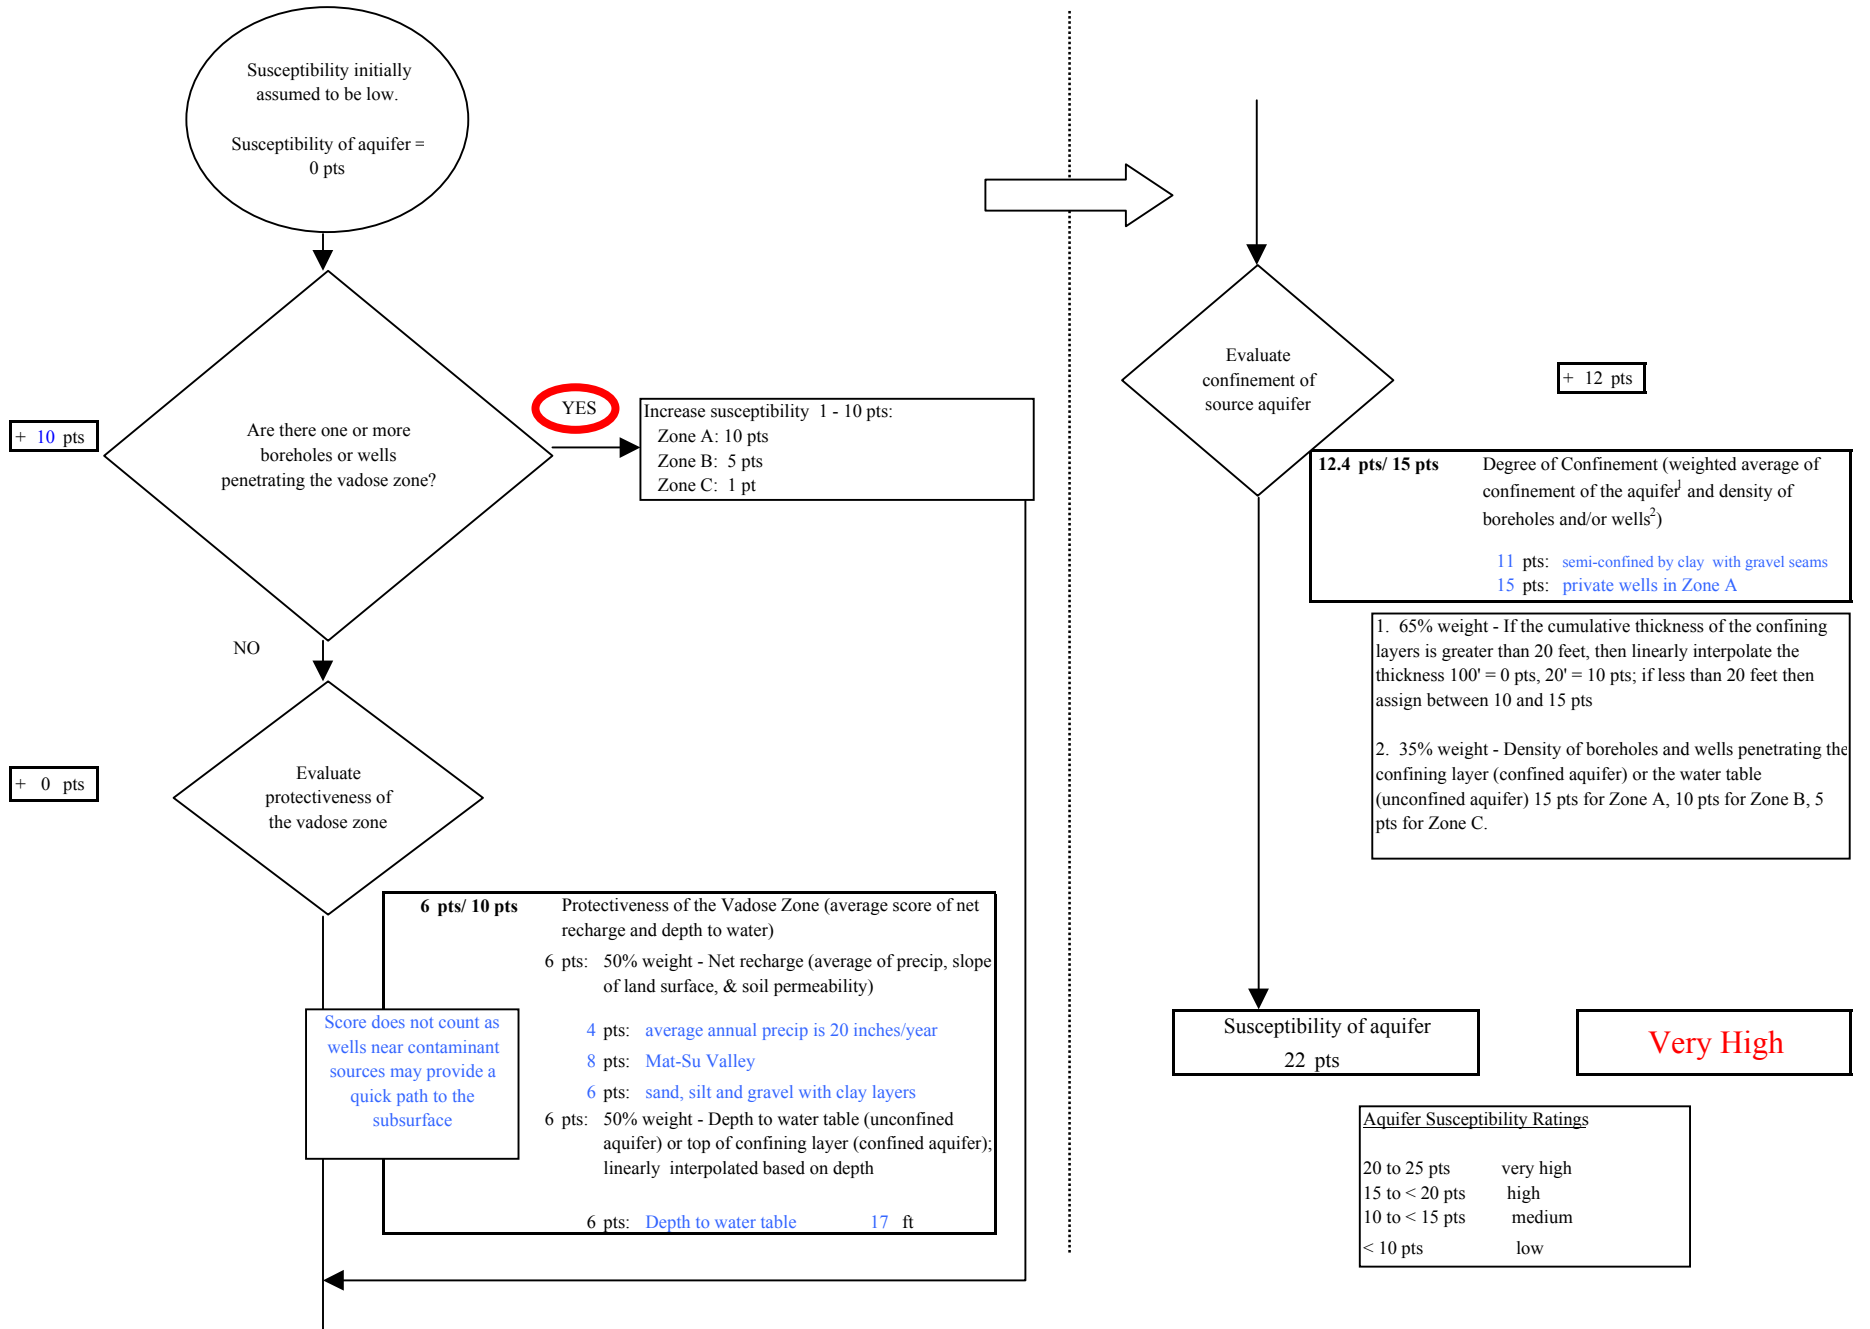 Susceptibility initially
assumed to be low.
Susceptibility of aquifer =
0 pts
+ 10 pts
Are there one or more
boreholes or wells
penetrating the vadose zone?
YES
Increase susceptibility 1 - 10 pts:
Zone A: 10 pts
Zone B: 5 pts
Zone C: 1 pt
NO
+ 0 pts
Evaluate
protectiveness of
the vadose zone
6 pts/ 10 pts Protectiveness of the Vadose Zone (average score of net
recharge and depth to water)
6 pts: 50% weight - Net recharge (average of precip, slope
of land surface, & soil permeability)
4 pts: average annual precip is 20 inches/year
8 pts: Mat-Su Valley
6 pts: sand, silt and gravel with clay layers
6 pts: 50% weight - Depth to water table (unconfined
aquifer) or top of confining layer (confined aquifer);
linearly interpolated based on depth
6 pts: Depth to water table 17 ft
Score does not count as
wells near contaminant
sources may provide a
quick path to the
subsurface
Evaluate
confinement of
source aquifer
+ 12 pts
12.4 pts/ 15 pts Degree of Confinement (weighted average of
confinement of the aquifer1 and density of
boreholes and/or wells2)
11 pts: semi-confined by clay with gravel seams
15 pts: private wells in Zone A
1. 65% weight - If the cumulative thickness of the confining
layers is greater than 20 feet, then linearly interpolate the
thickness 100' = 0 pts, 20' = 10 pts; if less than 20 feet then
assign between 10 and 15 pts
2. 35% weight - Density of boreholes and wells penetrating the
confining layer (confined aquifer) or the water table
(unconfined aquifer) 15 pts for Zone A, 10 pts for Zone B, 5
pts for Zone C.
Susceptibility of aquifer
22 pts
Very High
Aquifer Susceptibility Ratings
20 to 25 pts very high
15 to < 20 pts high
10 to < 15 pts medium
< 10 pts low